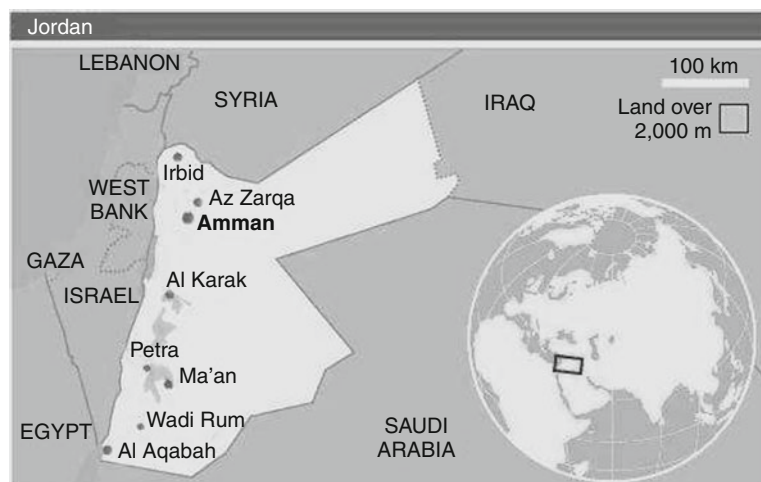 Jordan
LEBANON
100 km
SYRIA
IRAQ
Land over
2,000 m
Irbid
WEST
BANK
Az Zarqa
Amman
GAZA
Al Karak
ISRAEL
Petra
Ma'an
Wadi Rum
EGYPT
SAUDI
ARABIA
Al Aqabah